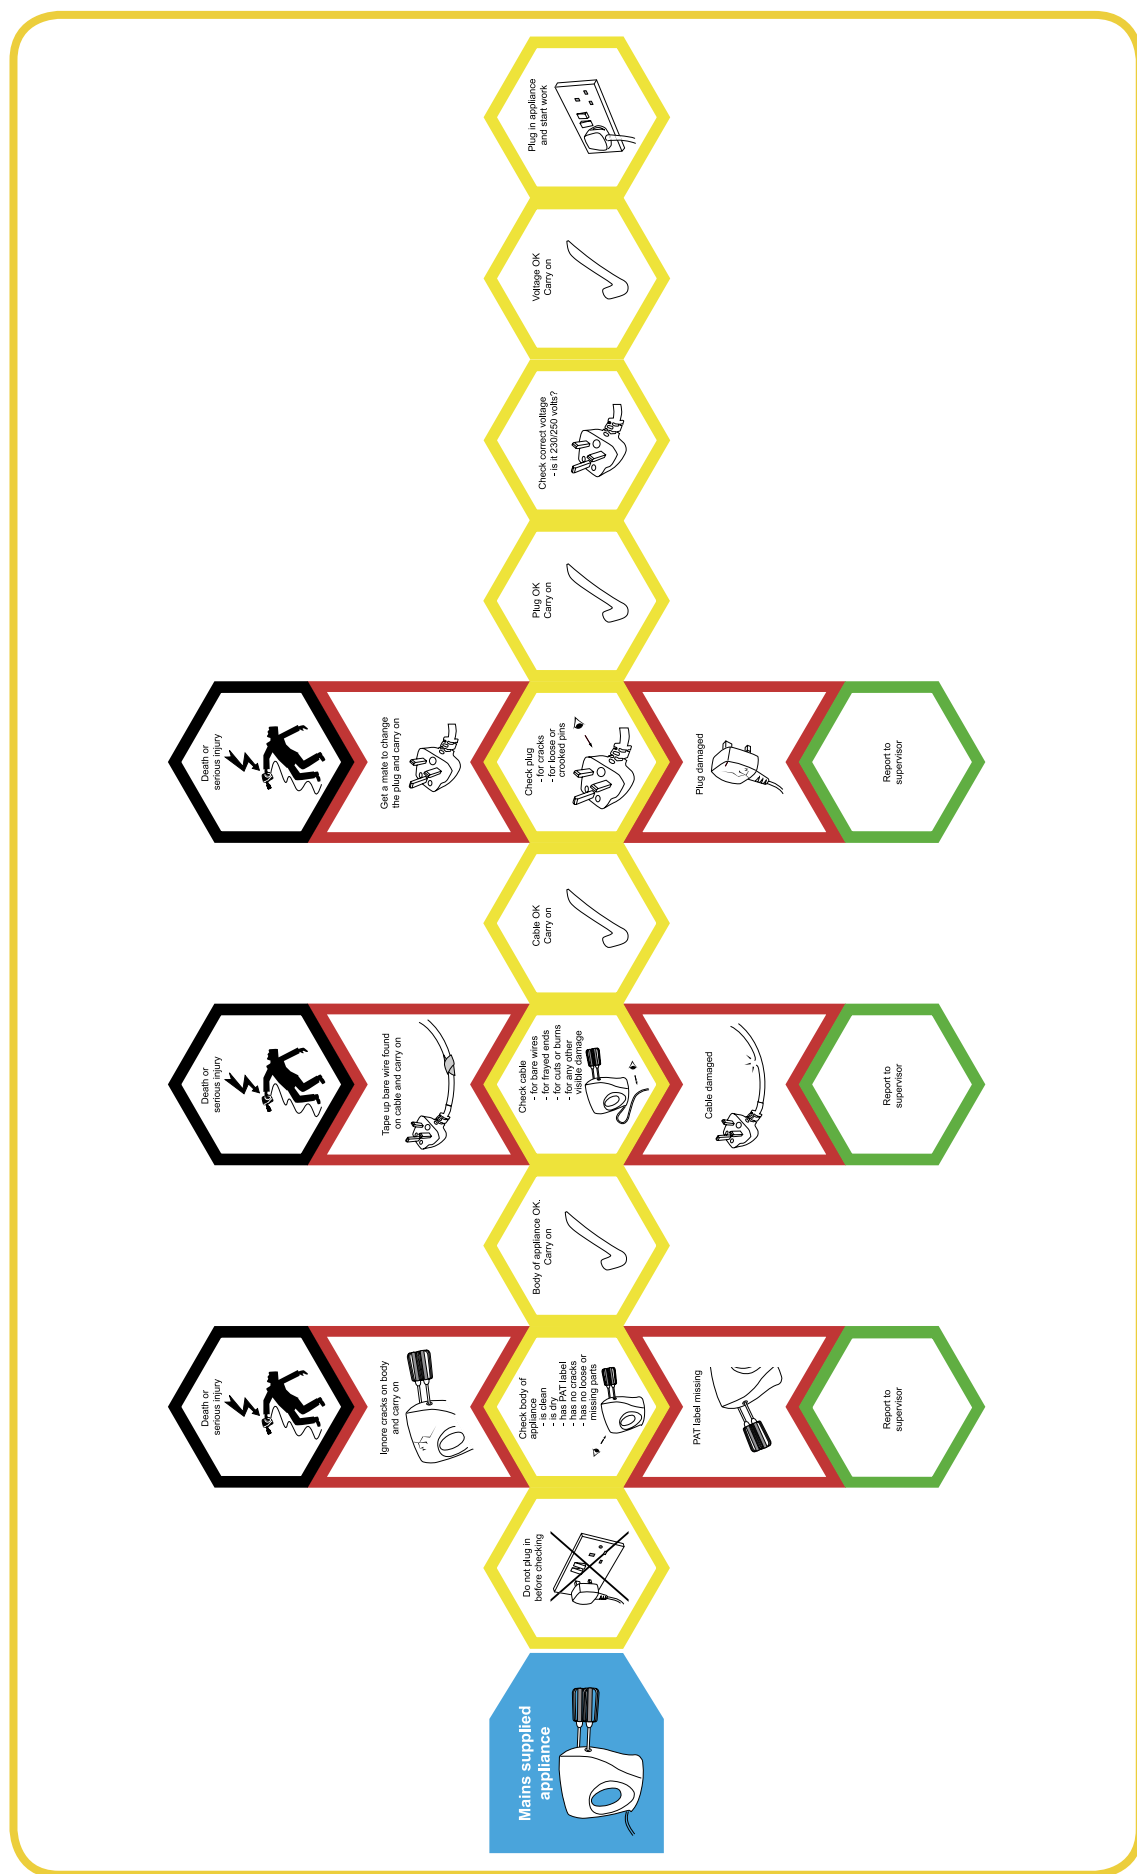 Mains supplied
appliance
Do not plug in
before checking
Death or
serious injury
Ignore cracks on body
and carry on
Check body of
appliance
- is clean
- is dry
- has PAT label
- has no cracks
- has no loose or
missing parts
PAT label missing
Report to
supervisor
Body of appliance OK.
Carry on
Death or
serious injury
Tape up bare wire found
on cable and carry on
Check cable
- for bare wires
- for frayed ends
- for cuts or burns
- for any other
visible damage
Cable damaged
Report to
supervisor
Cable OK
Carry on
Death or
serious injury
Get a mate to change
the plug and carry on
Check plug
- for cracks
- for loose or
crooked pins
Plug damaged
Report to
supervisor
Plug OK
Carry on
Check correct voltage
- is it 230/250 volts?
Voltage OK
Carry on
Plug in appliance
and start work